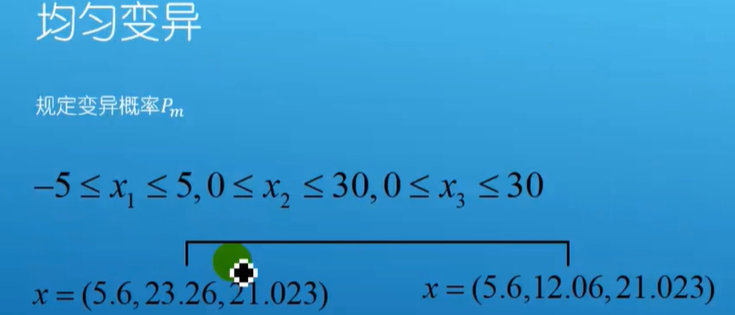 均匀变异
规定变异概率Pm
−5 ≤ x1 ≤ 5, 0 ≤ x2 ≤ 30, 0 ≤ x3 ≤ 30
x = (5.6, 23.26, 21.023) x = (5.6, 12.06, 21.023)